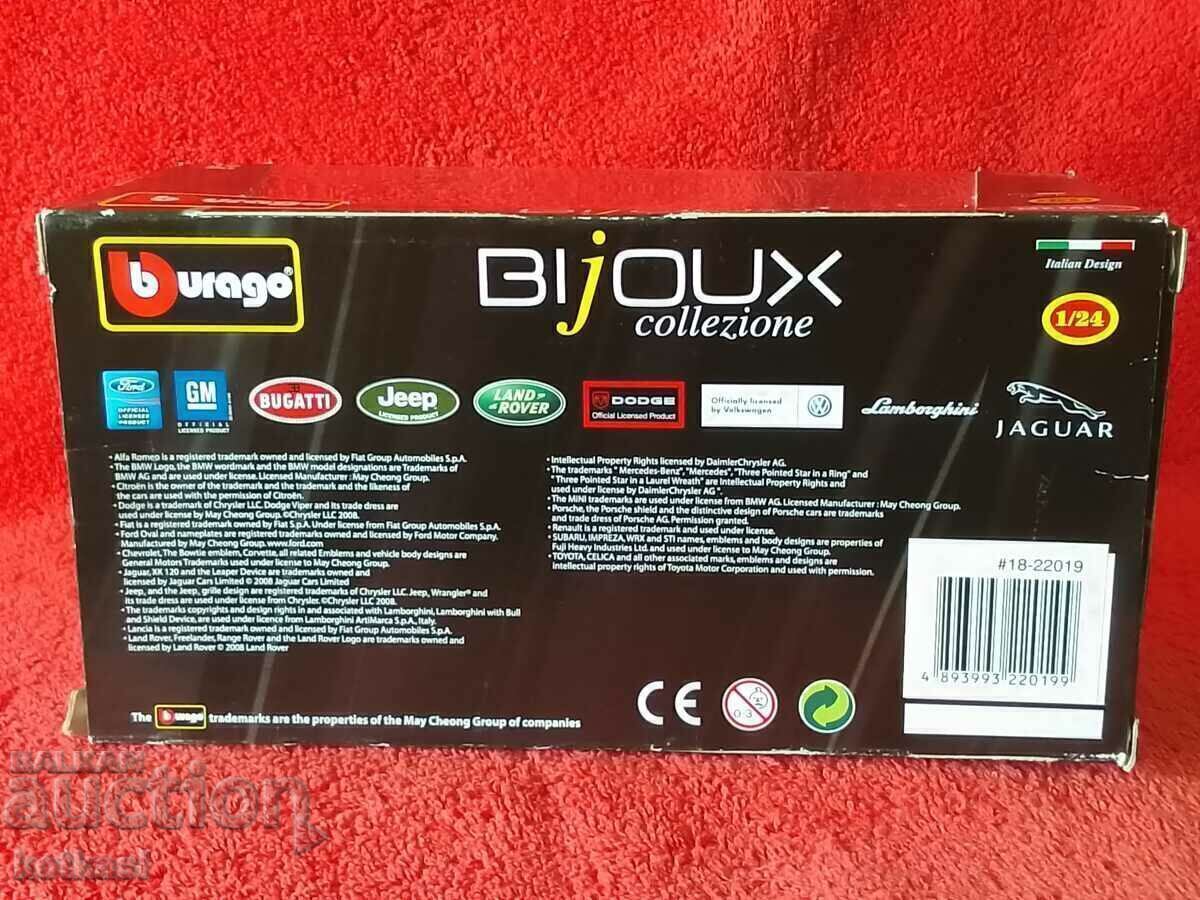 burago®
BIjOUX
collezione
Italian Design
1/24
Ford
OFFICIAL
LICENSED
PRODUCT
GM
OFFICIAL
LICENSED PRODUCT
BUGATTI
Jeep
LICENSED PRODUCT
LAND
ROVER
DODGE
Official Licensed Product
Officially licensed
by Volkswagen
Lamborghini
JAGUAR
• Alfa Romeo is a registered trademark owned and licensed by Fiat Group Automobiles S.p.A.
• The BMW Logo, the BMW wordmark and the BMW model designations are Trademarks of
BMW AG and are used under license. Licensed Manufacturer : May Cheong Group.
• Citroën is the owner of the trademark and the trademark and the likeness of
the cars are used with the permission of Citroën.
• Dodge is a trademark of Chrysler LLC. Dodge Viper and its trade dress are
used under license by May Cheong Group. ©Chrysler LLC 2008.
• Fiat is a registered trademark owned by Fiat S.p.A. Under license from Fiat Group Automobiles S.p.A.
• Ford Oval and nameplates are registered trademarks owned and licensed by Ford Motor Company.
Manufactured by May Cheong Group. www.ford.com
• Chevrolet, The Bowtie emblem, Corvette, all related Emblems and vehicle body designs are
General Motors Trademarks used under license to May Cheong Group.
• Jaguar, XK 120 and the Leaper Device are trademarks owned and
licensed by Jaguar Cars Limited © 2008 Jaguar Cars Limited
• Jeep, and the Jeep, grille design are registered trademarks of Chrysler LLC. Jeep, Wrangler® and
its trade dress are used under license from Chrysler. ©Chrysler LLC 2008.
• The trademarks copyrights and design rights in and associated with Lamborghini, Lamborghini with Bull
and Shield Device, are used under licence from Lamborghini ArtiMarca S.p.A., Italy.
• Lancia is a registered trademark owned and licensed by Fiat Group Automobiles S.p.A.
• Land Rover, Freelander, Range Rover and the Land Rover Logo are trademarks owned and
licensed by Land Rover © 2008 Land Rover
• Intellectual Property Rights licensed by DaimlerChrysler AG.
• The trademarks " Mercedes-Benz", "Mercedes", "Three Pointed Star in a Ring" and
" Three Pointed Star in a Laurel Wreath" are Intellectual Property Rights and
used under license by DaimlerChrysler AG ".
• The MINI trademarks are used under license from BMW AG. Licensed Manufacturer : May Cheong Group.
• Porsche, the Porsche shield and the distinctive design of Porsche cars are trademarks
and trade dress of Porsche AG. Permission granted.
• Renault is a registered trademark and used under license.
• SUBARU, IMPREZA, WRX and STI names, emblems and body designs are properties of
Fuji Heavy Industries Ltd. and used under license to May Cheong Group.
• TOYOTA, CELICA and all other associated marks, emblems and designs are
intellectual property rights of Toyota Motor Corporation and used with permission.
#18-22019
4 893993 220199
CE
0-3
The burago trademarks are the properties of the May Cheong Group of companies
BALKAN
auction
kotkasl